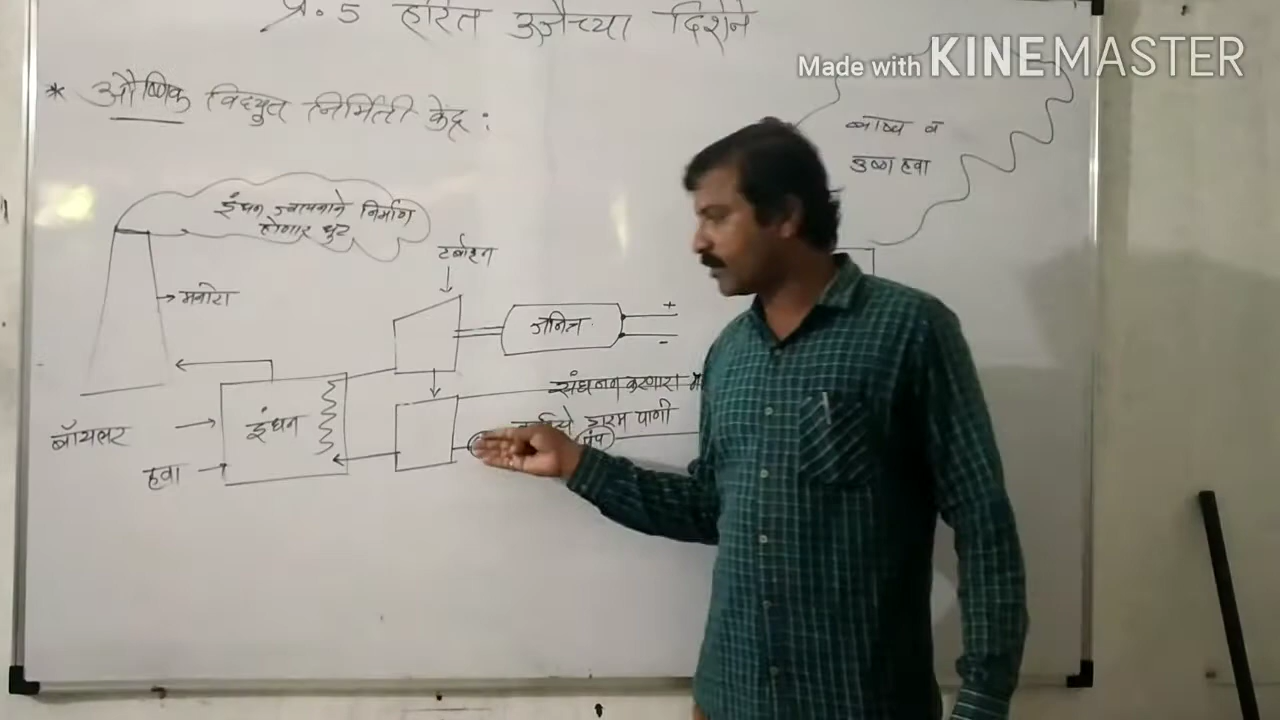 प्र. 5 हरित ऊर्जेच्या दिशेने
Made with KINEMASTER
* औष्णिक विद्युत निर्मिती केंद्र :
बाष्प व
उष्ण हवा
इंधन ज्वलनाने निर्माण
होणारा धुर
टर्बाइन
मनोरा
जनित्र
+
-
संघनन करणारा
गरम पाणी
पंप
बॉयलर
इंधन
हवा